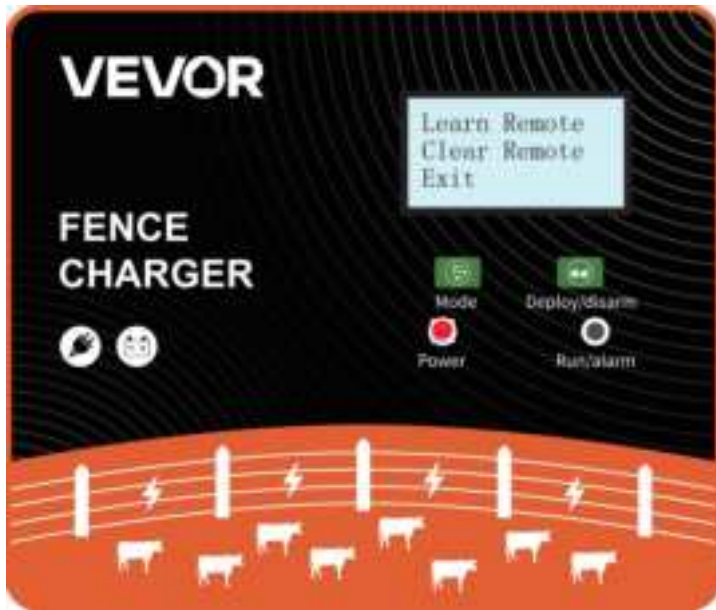 VEVOR
Learn Remote
Clear Remote
Exit
FENCE
CHARGER
Mode
Deploy/disarm
Power
Run/alarm